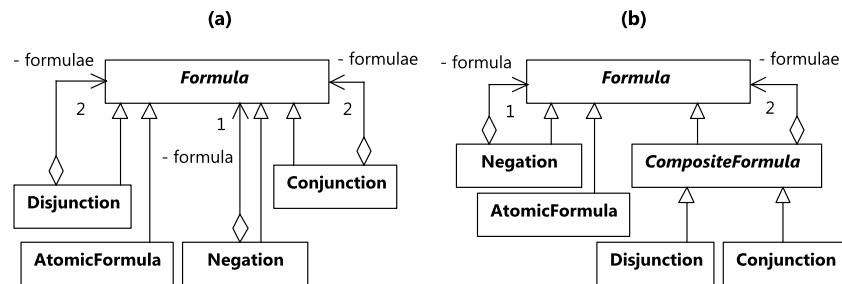 (a)
- formulae
- formulae
Formula
2
1
2
- formula
Disjunction
Conjunction
AtomicFormula
Negation
(b)
- formula
- formulae
Formula
1
2
Negation
CompositeFormula
AtomicFormula
Disjunction
Conjunction